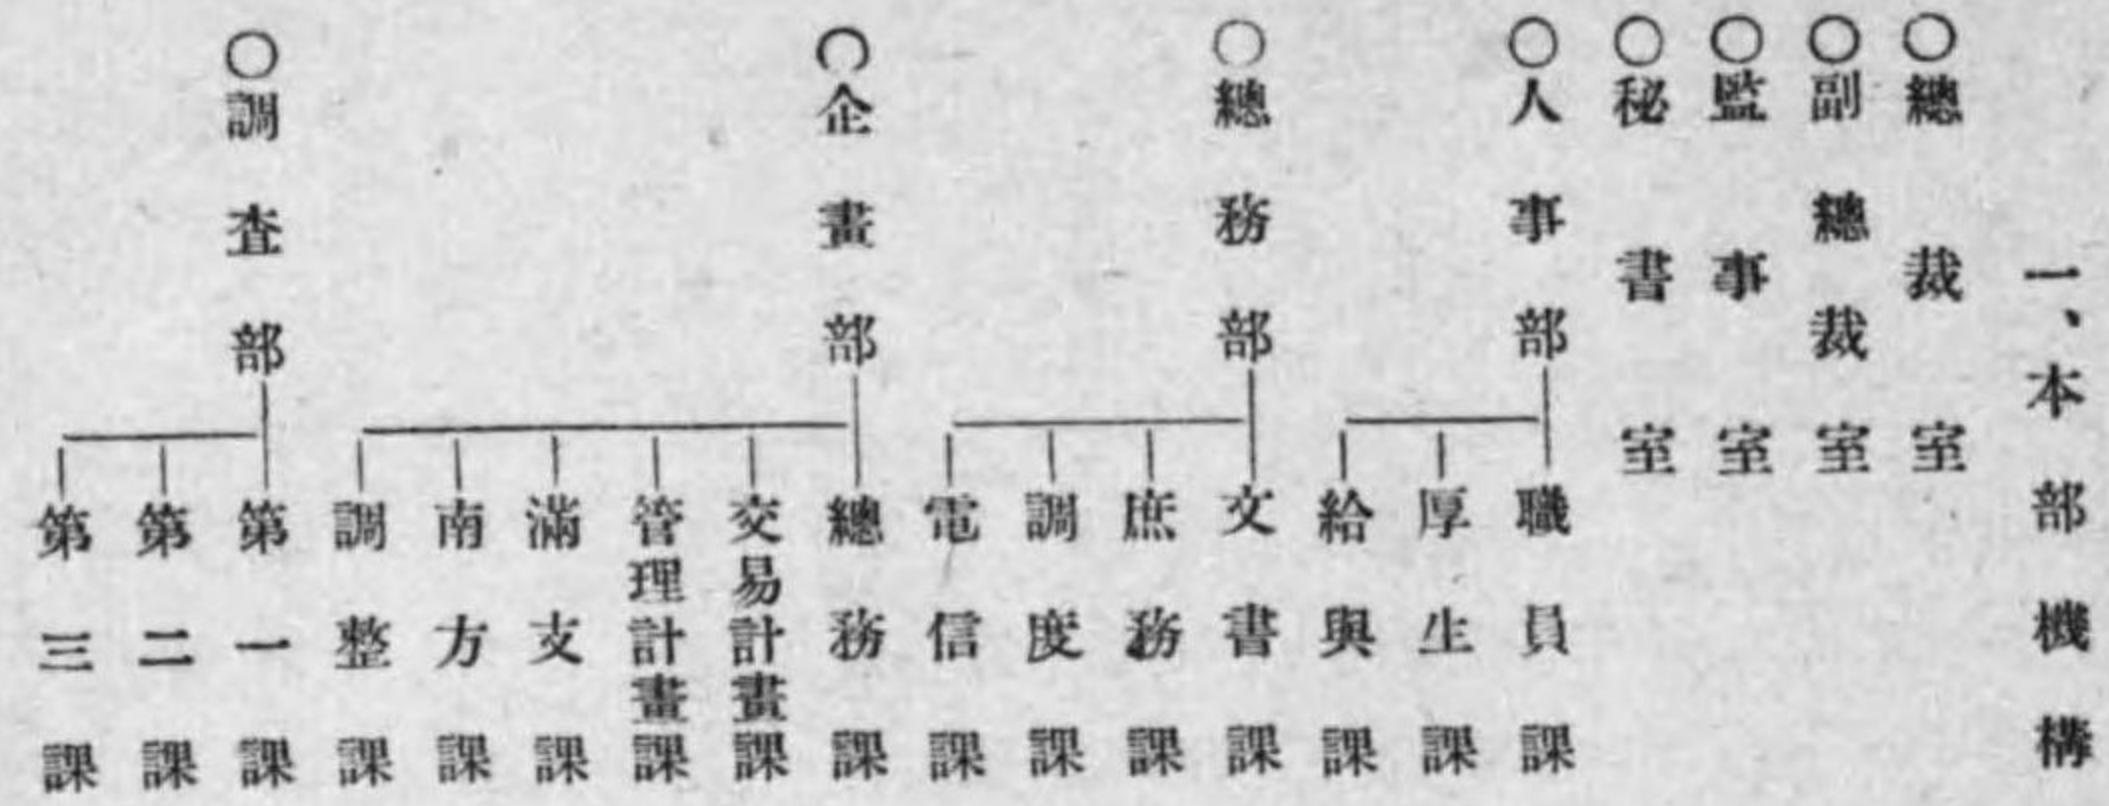 一、本部機構
○總裁室
○副總裁室
○監事室
○秘書室
○人事部
職員課
厚生課
給與課
○總務部
文書課
庶務課
調度課
電信課
○企畫部
總務課
交易計畫課
管理計畫課
滿支課
南方課
調整課
○調査部
第一課
第二課
第三課